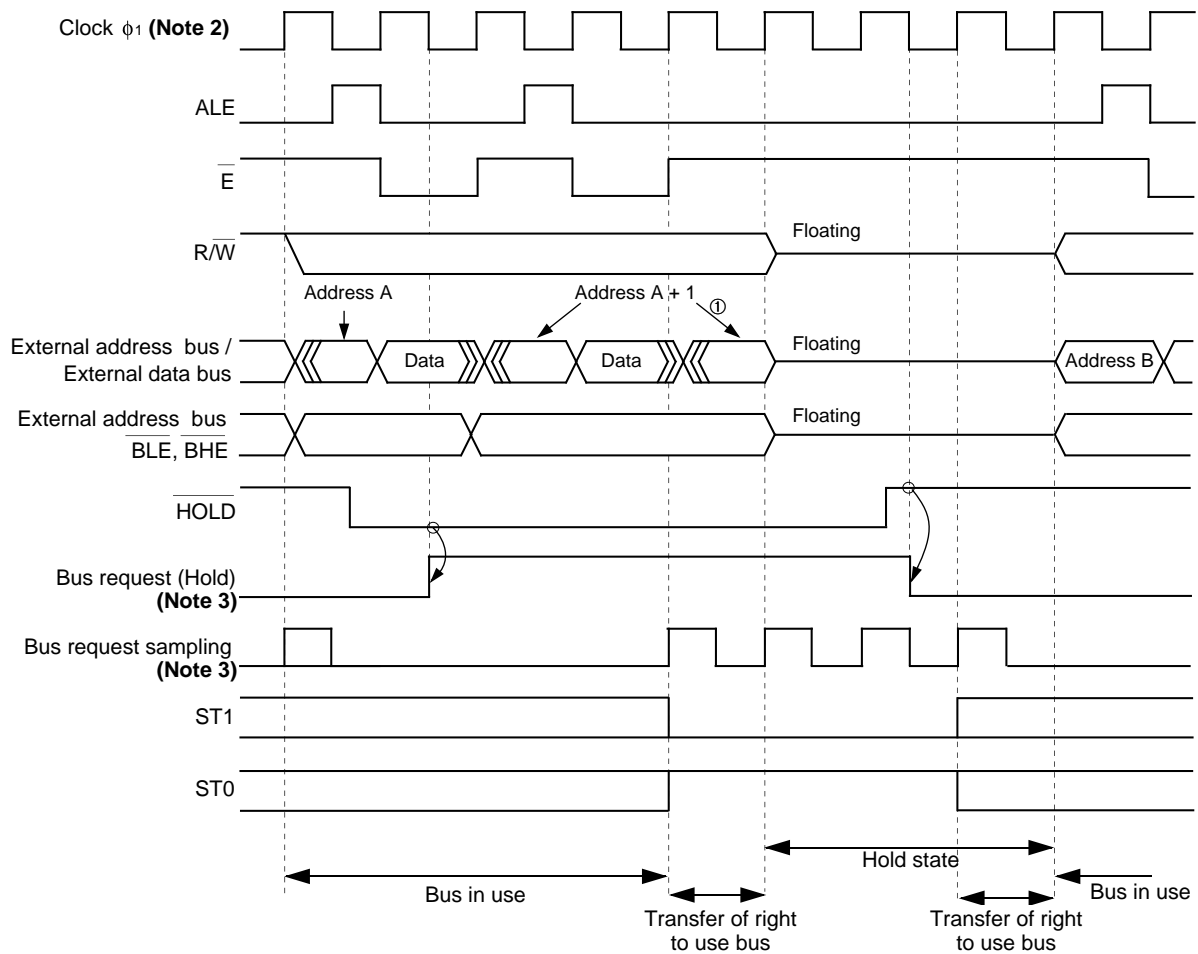 Clock ϕ1 (Note 2)
ALE
E
R/W
Floating
Address A
Address A + 1
①
External address bus /
External data bus
Data
Data
Floating
Address B
External address bus
BLE, BHE
Floating
HOLD
Bus request (Hold)
(Note 3)
Bus request sampling
(Note 3)
ST1
ST0
Hold state
Bus in use
Bus in use
Transfer of right
to use bus
Transfer of right
to use bus